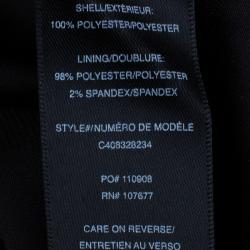 SHELL/EXTÉRIEUR:
100% POLYESTER/POLYESTER
LINING/DOUBLURE:
98% POLYESTER/POLYESTER
2% SPANDEX/SPANDEX
STYLE#/NUMÉRO DE MODÈLE
C408328234
PO# 110908
RN# 107677
CARE ON REVERSE/
ENTRETIEN AU VERSO